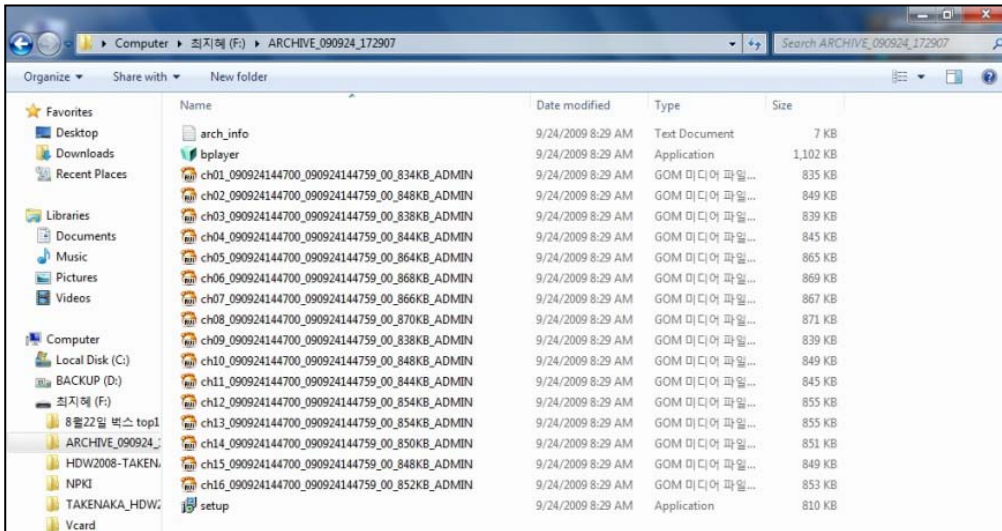 Computer ▸ 최지혜 (F:) ▸ ARCHIVE_090924_172907
Search ARCHIVE_090924_172907
Organize Share with New folder
Name Date modified Type Size
Favorites
Desktop
Downloads
Recent Places
Libraries
Documents
Music
Pictures
Videos
Computer
Local Disk (C:)
BACKUP (D:)
최지혜 (F:)
8월22일 벅스 top1
ARCHIVE_090924_
HDW2008-TAKEN
NPKI
TAKENAKA_HDW
Vcard
arch_info 9/24/2009 8:29 AM Text Document 7 KB
bplayer 9/24/2009 8:29 AM Application 1,102 KB
ch01_090924144700_090924144759_00_834KB_ADMIN 9/24/2009 8:29 AM GOM 미디어 파일... 835 KB
ch02_090924144700_090924144759_00_848KB_ADMIN 9/24/2009 8:29 AM GOM 미디어 파일... 849 KB
ch03_090924144700_090924144759_00_838KB_ADMIN 9/24/2009 8:29 AM GOM 미디어 파일... 839 KB
ch04_090924144700_090924144759_00_844KB_ADMIN 9/24/2009 8:29 AM GOM 미디어 파일... 845 KB
ch05_090924144700_090924144759_00_864KB_ADMIN 9/24/2009 8:29 AM GOM 미디어 파일... 865 KB
ch06_090924144700_090924144759_00_868KB_ADMIN 9/24/2009 8:29 AM GOM 미디어 파일... 869 KB
ch07_090924144700_090924144759_00_866KB_ADMIN 9/24/2009 8:29 AM GOM 미디어 파일... 867 KB
ch08_090924144700_090924144759_00_870KB_ADMIN 9/24/2009 8:29 AM GOM 미디어 파일... 871 KB
ch09_090924144700_090924144759_00_838KB_ADMIN 9/24/2009 8:29 AM GOM 미디어 파일... 839 KB
ch10_090924144700_090924144759_00_848KB_ADMIN 9/24/2009 8:29 AM GOM 미디어 파일... 849 KB
ch11_090924144700_090924144759_00_844KB_ADMIN 9/24/2009 8:29 AM GOM 미디어 파일... 845 KB
ch12_090924144700_090924144759_00_854KB_ADMIN 9/24/2009 8:29 AM GOM 미디어 파일... 855 KB
ch13_090924144700_090924144759_00_854KB_ADMIN 9/24/2009 8:29 AM GOM 미디어 파일... 855 KB
ch14_090924144700_090924144759_00_850KB_ADMIN 9/24/2009 8:29 AM GOM 미디어 파일... 851 KB
ch15_090924144700_090924144759_00_848KB_ADMIN 9/24/2009 8:29 AM GOM 미디어 파일... 849 KB
ch16_090924144700_090924144759_00_852KB_ADMIN 9/24/2009 8:29 AM GOM 미디어 파일... 853 KB
setup 9/24/2009 8:29 AM Application 810 KB